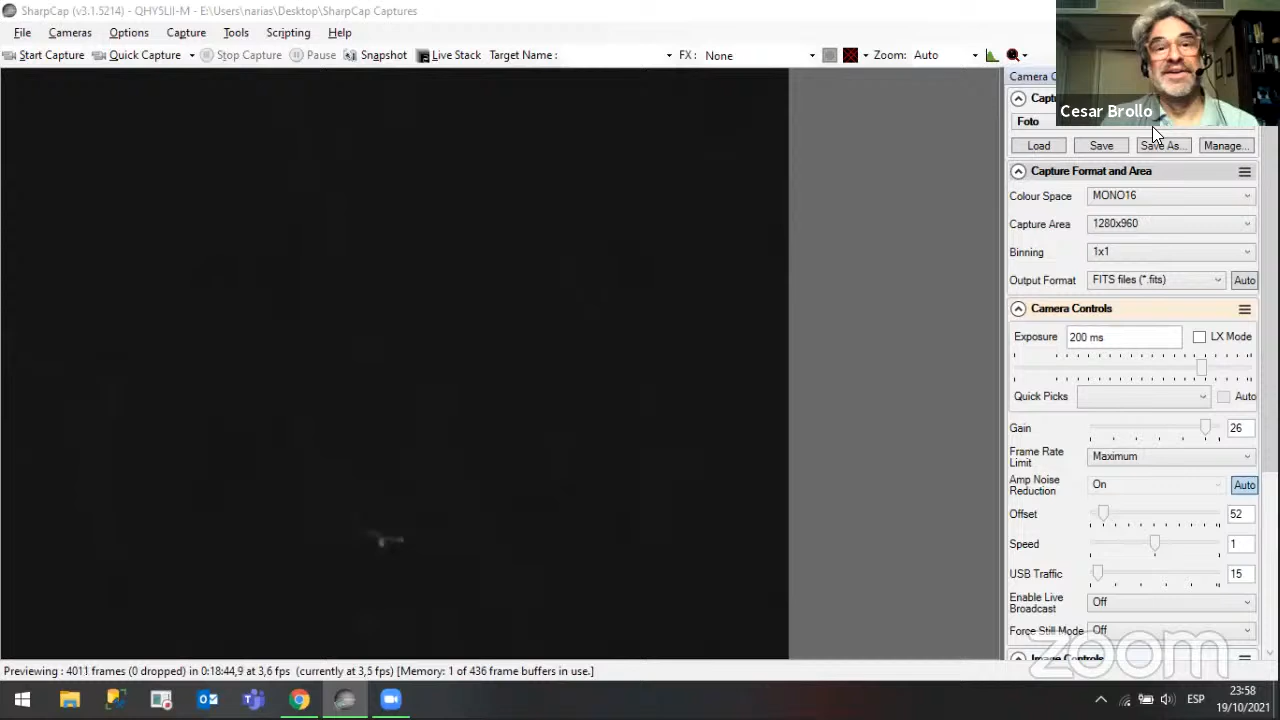 SharpCap (v3.1.5214) - QHY5LII-M - E:\Users\narias\Desktop\SharpCap Captures
File Cameras Options Capture Tools Scripting Help
Start Capture Quick Capture Stop Capture Pause Snapshot Live Stack Target Name : FX : None Zoom: Auto
Cesar Brollo
Foto
Load Save Save As... Manage...
Capture Format and Area
Colour Space MONO16
Capture Area 1280x960
Binning 1x1
Output Format FITS files (*.fits) Auto
Camera Controls
Exposure 200 ms LX Mode
Quick Picks Auto
Gain 26
Frame Rate Limit Maximum
Amp Noise Reduction On Auto
Offset 52
Speed 1
USB Traffic 15
Enable Live Broadcast Off
Force Still Mode Off
Image Controls
zoom
Previewing : 4011 frames (0 dropped) in 0:18:44,9 at 3,6 fps (currently at 3,5 fps) [Memory: 1 of 436 frame buffers in use.]
ESP
23:58
19/10/2021